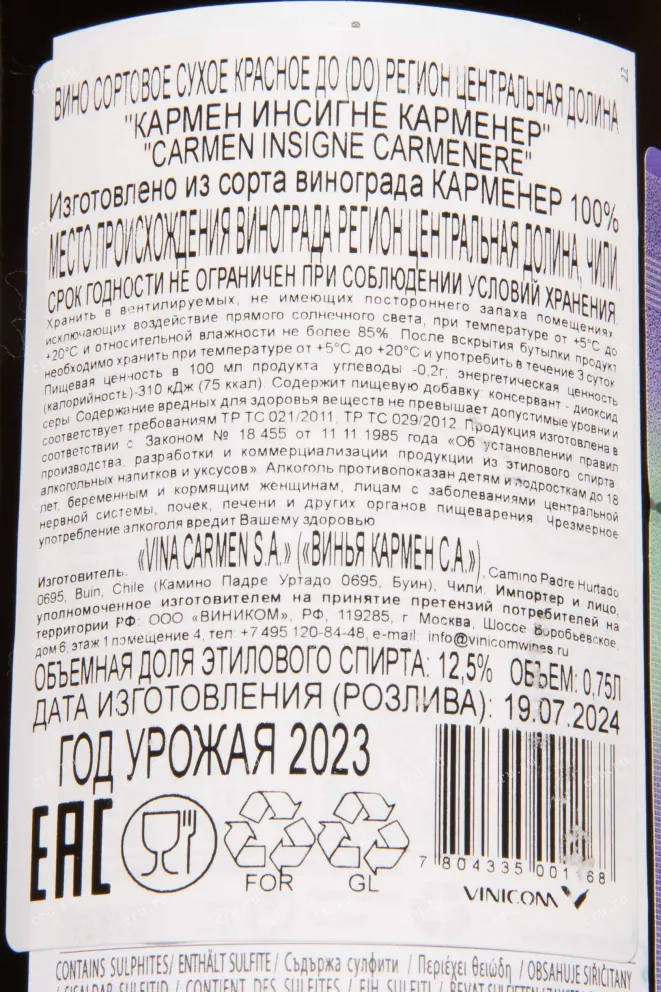 ВИНО СОРТОВОЕ СУХОЕ КРАСНОЕ ДО (DO) РЕГИОН ЦЕНТРАЛЬНАЯ ДОЛИНА
"КАРМЕН ИНСИГНЕ КАРМЕНЕР"
"CARMEN INSIGNE CARMENERE"
Изготовлено из сорта винограда КАРМЕНЕР 100%
МЕСТО ПРОИСХОЖДЕНИЯ ВИНОГРАДА РЕГИОН ЦЕНТРАЛЬНАЯ ДОЛИНА, ЧИЛИ.
СРОК ГОДНОСТИ НЕ ОГРАНИЧЕН ПРИ СОБЛЮДЕНИИ УСЛОВИЙ ХРАНЕНИЯ.
Хранить в вентилируемых, не имеющих постороннего запаха помещениях,
исключающих воздействие прямого солнечного света, при температуре от +5°С до
+20°С и относительной влажности не более 85%. После вскрытия бутылки продукт
необходимо хранить при температуре от +5°С до +20°С и употребить в течение 3 суток
Пищевая ценность в 100 мл продукта углеводы -0,2г; энергетическая ценность
(калорийность)-310 кДж (75 ккал). Содержит пищевую добавку: консервант - диоксид
серы Содержание вредных для здоровья веществ не превышает допустимые уровни и
соответствует требованиям ТР ТС 021/2011, ТР ТС 029/2012. Продукция изготовлена в
соответствии с Законом № 18 455 от 11 11 1985 года «Об установлении правил
производства, разработки и коммерциализации продукции из этилового спирта
алкогольных напитков и уксусов». Алкоголь противопоказан детям и подросткам до 18
лет, беременным и кормящим женщинам, лицам с заболеваниями центральной
нервной системы, почек, печени и других органов пищеварения. Чрезмерное
употребление алкоголя вредит Вашему здоровью
Изготовитель: «VINA CARMEN S.A.» («ВИНЬЯ КАРМЕН С.А.»), Camino Padre Hurtado
0695, Buin, Chile (Камино Падре Уртадо 0695, Буин), Чили. Импортер и лицо,
уполномоченное изготовителем на принятие претензий потребителей на
территории РФ: ООО «ВИНИКОМ», РФ, 119285, г Москва, Шоссе Воробьёвское,
дом 6, этаж 1 помещение 4, тел: +7 495 120-84-48, e-mail: info@vinicomwines.ru
ОБЪЕМНАЯ ДОЛЯ ЭТИЛОВОГО СПИРТА: 12,5% ОБЪЕМ: 0,75Л
ДАТА ИЗГОТОВЛЕНИЯ (РОЗЛИВА): 19.07.2024
ГОД УРОЖАЯ 2023
EAC
FOR
GL
7 804335 001168
VINICOM
CONTAINS SULPHITES/ ENTHÄLT SULFITE/ Съдържа сулфити / Περιέχει θειώδη / OBSAHUJE SIŘIČITANY